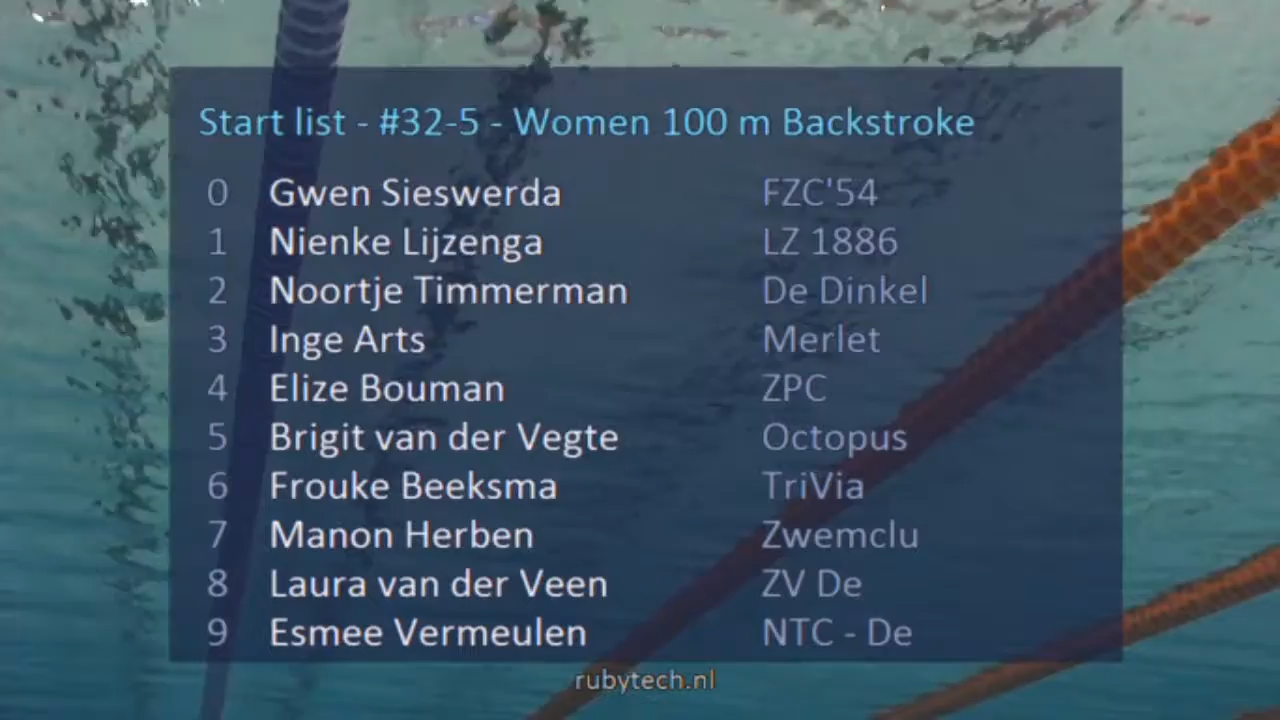 Start list - #32-5 - Women 100 m Backstroke
0 Gwen Sieswerda FZC'54
1 Nienke Lijzenga LZ 1886
2 Noortje Timmerman De Dinkel
3 Inge Arts Merlet
4 Elize Bouman ZPC
5 Brigit van der Vegte Octopus
6 Frouke Beeksma TriVia
7 Manon Herben Zwemclu
8 Laura van der Veen ZV De
9 Esmee Vermeulen NTC - De
rubytech.nl